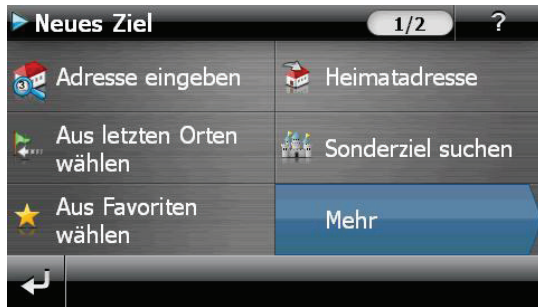 Neues Ziel
1/2
?
Adresse eingeben
Heimatadresse
Aus letzten Orten
wählen
Sonderziel suchen
Aus Favoriten
wählen
Mehr